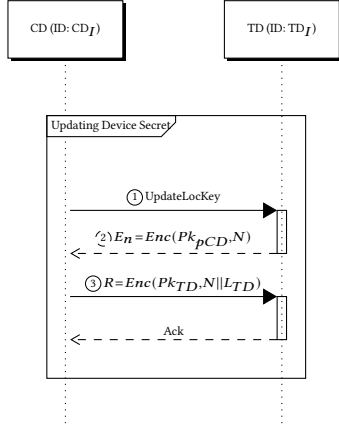 CD (ID: CD_I)
TD (ID: TD_I)
Updating Device Secret
① UpdateLocKey
② E_n=Enc(Pk_pCD,N)
③ R=Enc(Pk_TD,N||L_TD)
Ack